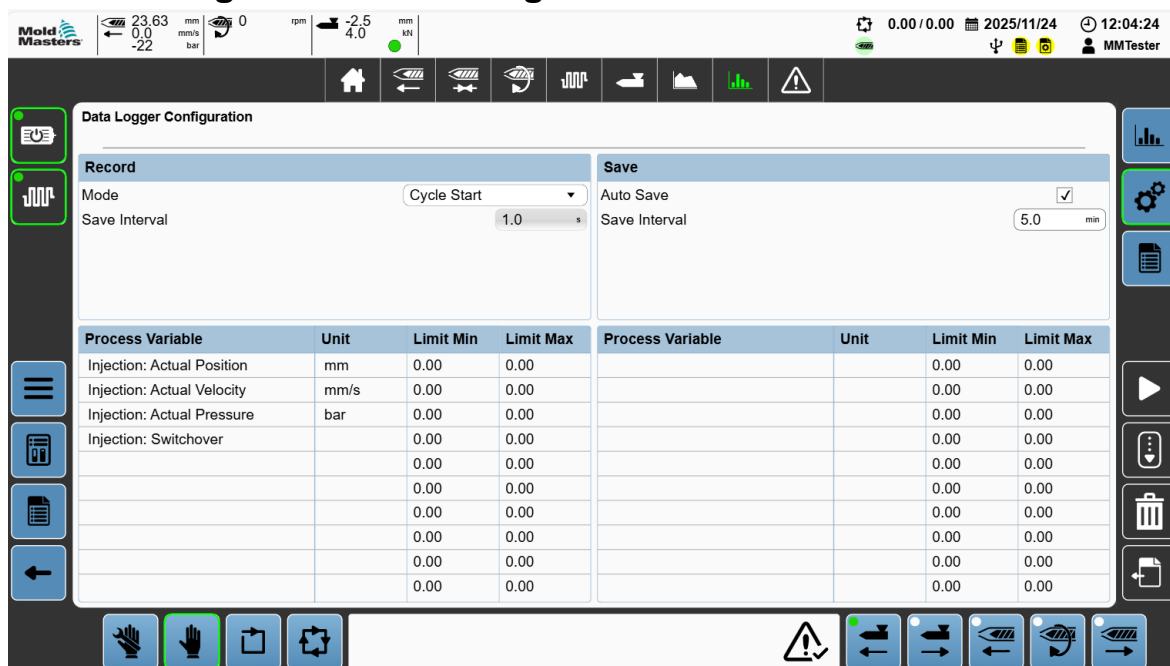 Mold
Masters
23.63 mm
0.0 mm/s
-22 bar
0 rpm
-2.5 mm
4.0 kN
0.00 / 0.00
2025/11/24
12:04:24
MMTester
Data Logger Configuration
Record
Mode Cycle Start
Save Interval 1.0 s
Save
Auto Save
Save Interval 5.0 min
Process Variable Unit Limit Min Limit Max Process Variable Unit Limit Min Limit Max
Injection: Actual Position mm 0.00 0.00 0.00 0.00
Injection: Actual Velocity mm/s 0.00 0.00 0.00 0.00
Injection: Actual Pressure bar 0.00 0.00 0.00 0.00
Injection: Switchover 0.00 0.00 0.00 0.00
0.00 0.00 0.00 0.00
0.00 0.00 0.00 0.00
0.00 0.00 0.00 0.00
0.00 0.00 0.00 0.00
0.00 0.00 0.00 0.00
0.00 0.00 0.00 0.00